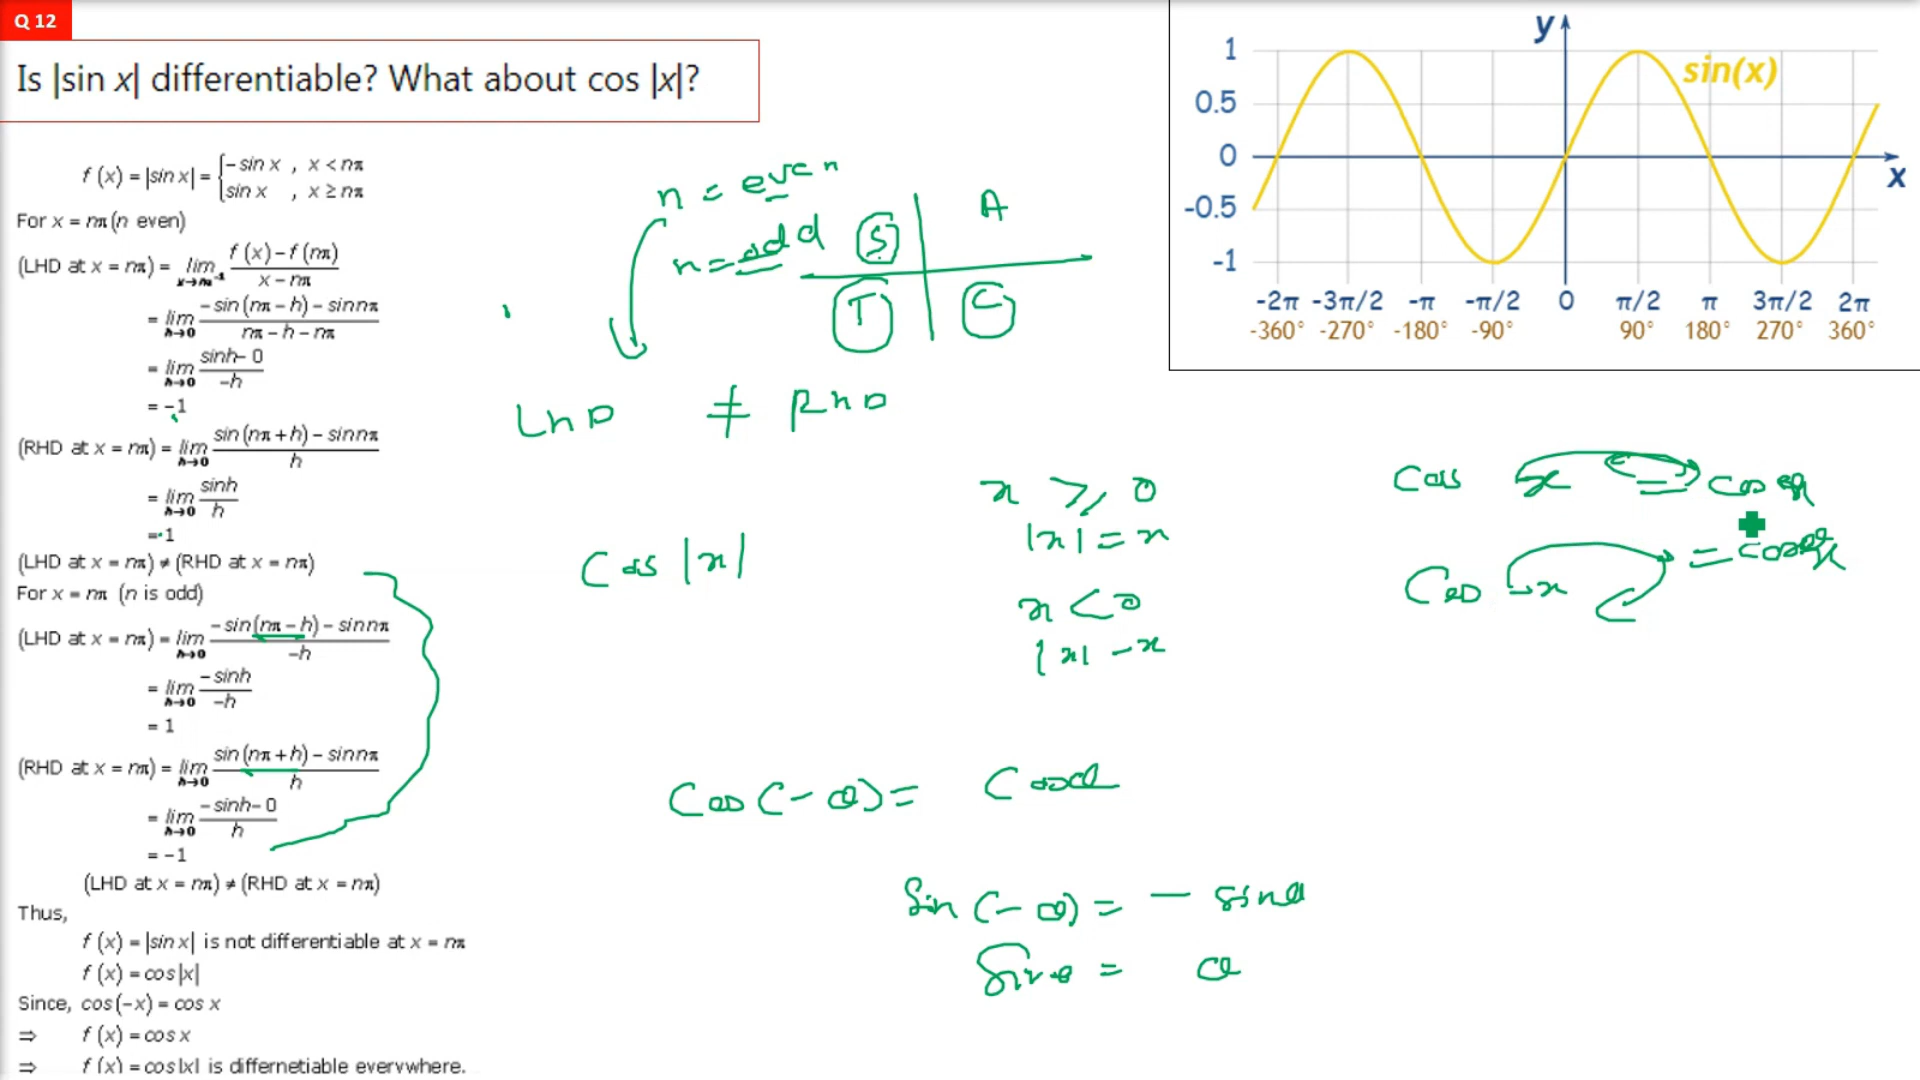 Q 12
Is |sin x| differentiable? What about cos |x|?
f (x) = |sin x| = { - sin x , x < nπ
sin x , x ≥ nπ
For x = nπ (n even)
(LHD at x = nπ) = lim x→nπ⁻¹ f (x) - f (nπ) / x - nπ
= lim h→0 - sin (nπ - h) - sin nπ / nπ - h - nπ
= lim h→0 sinh - 0 / -h
= -1
(RHD at x = nπ) = lim h→0 sin (nπ + h) - sin nπ / h
= lim h→0 sinh / h
= 1
(LHD at x = nπ) ≠ (RHD at x = nπ)
For x = nπ (n is odd)
(LHD at x = nπ) = lim h→0 - sin (nπ - h) - sin nπ / -h
= lim h→0 - sinh / -h
= 1
(RHD at x = nπ) = lim h→0 sin (nπ + h) - sin nπ / h
= lim h→0 - sinh - 0 / h
= -1
(LHD at x = nπ) ≠ (RHD at x = nπ)
Thus,
f (x) = |sin x| is not differentiable at x = nπ
f (x) = cos|x|
Since, cos (-x) = cos x
⇒ f (x) = cos x
⇒ f (x) = cos|x| is differnetiable everywhere.
n = even
n = odd
S A
T C
LHD ≠ RHD
Cos |x|
x ≥ 0
|x| = x
x < 0
|x| - x
Cos x = cos x
Cos -x = cos x
Cos (- θ) = Cos θ
Sin (- θ) = - sin θ
Sin θ = θ
y
sin(x)
1
0.5
0
x
-0.5
-1
-2π -3π/2 -π -π/2 0 π/2 π 3π/2 2π
-360° -270° -180° -90° 90° 180° 270° 360°